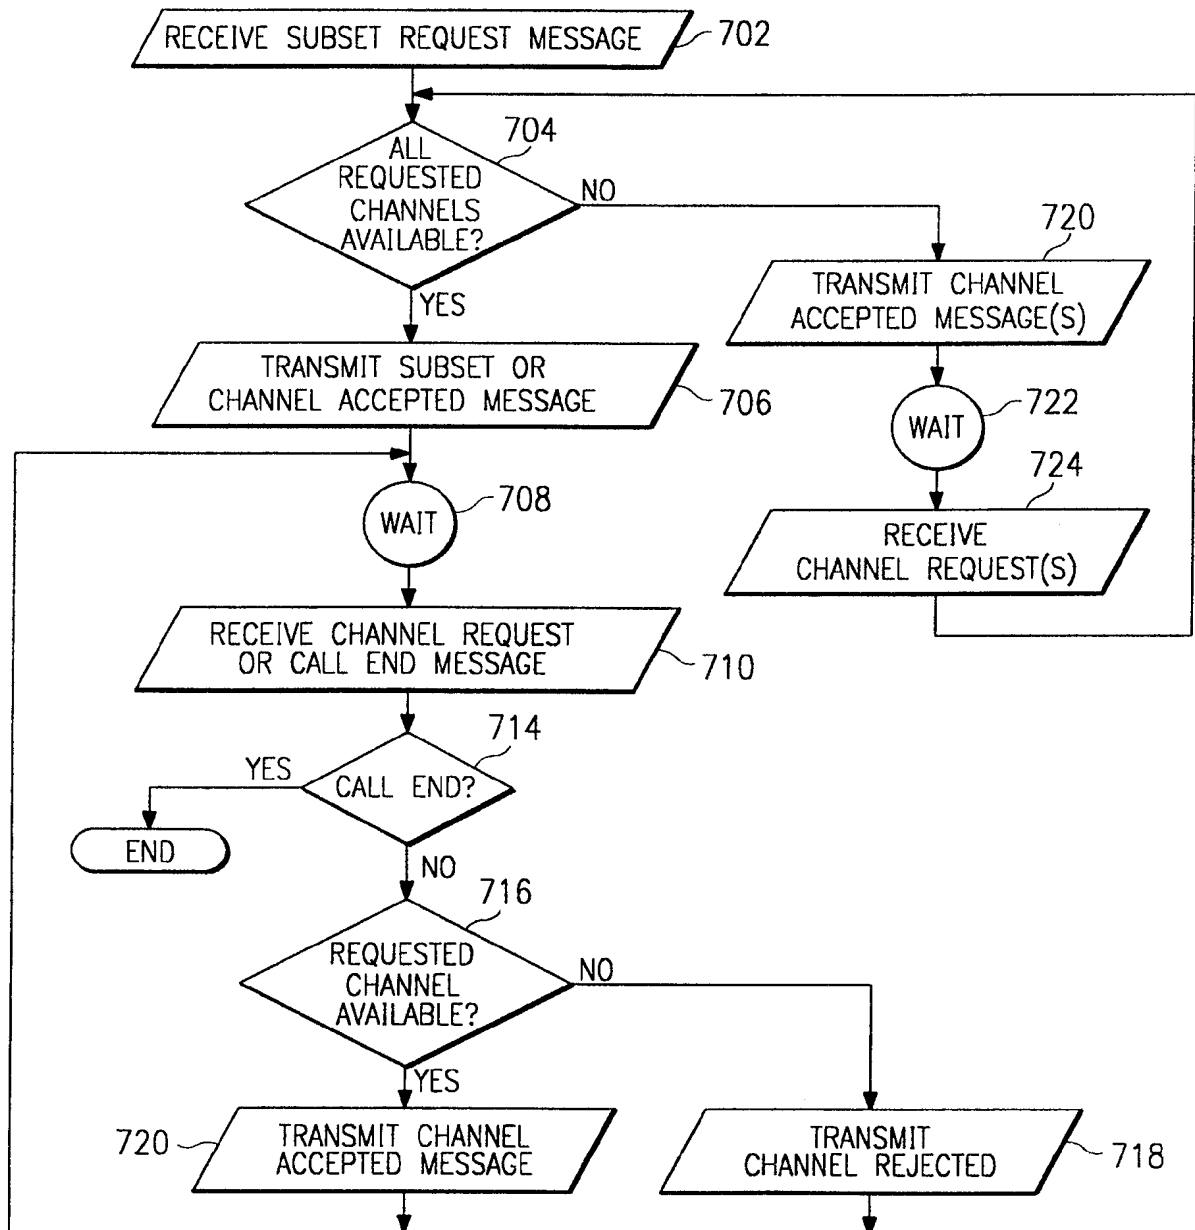 RECEIVE SUBSET REQUEST MESSAGE
702
704
ALL
REQUESTED
CHANNELS
AVAILABLE?
NO
YES
720
TRANSMIT CHANNEL
ACCEPTED MESSAGE(S)
TRANSMIT SUBSET OR
CHANNEL ACCEPTED MESSAGE
706
722
WAIT
724
RECEIVE
CHANNEL REQUEST(S)
708
WAIT
RECEIVE CHANNEL REQUEST
OR CALL END MESSAGE
710
714
CALL END?
YES
END
NO
716
REQUESTED
CHANNEL
AVAILABLE?
NO
YES
720
TRANSMIT CHANNEL
ACCEPTED MESSAGE
TRANSMIT
CHANNEL REJECTED
718